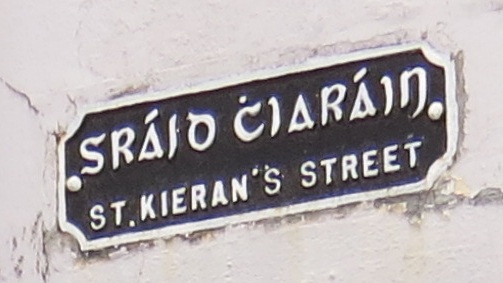 SRÁID ĊIARÁIN
ST. KIERAN'S STREET